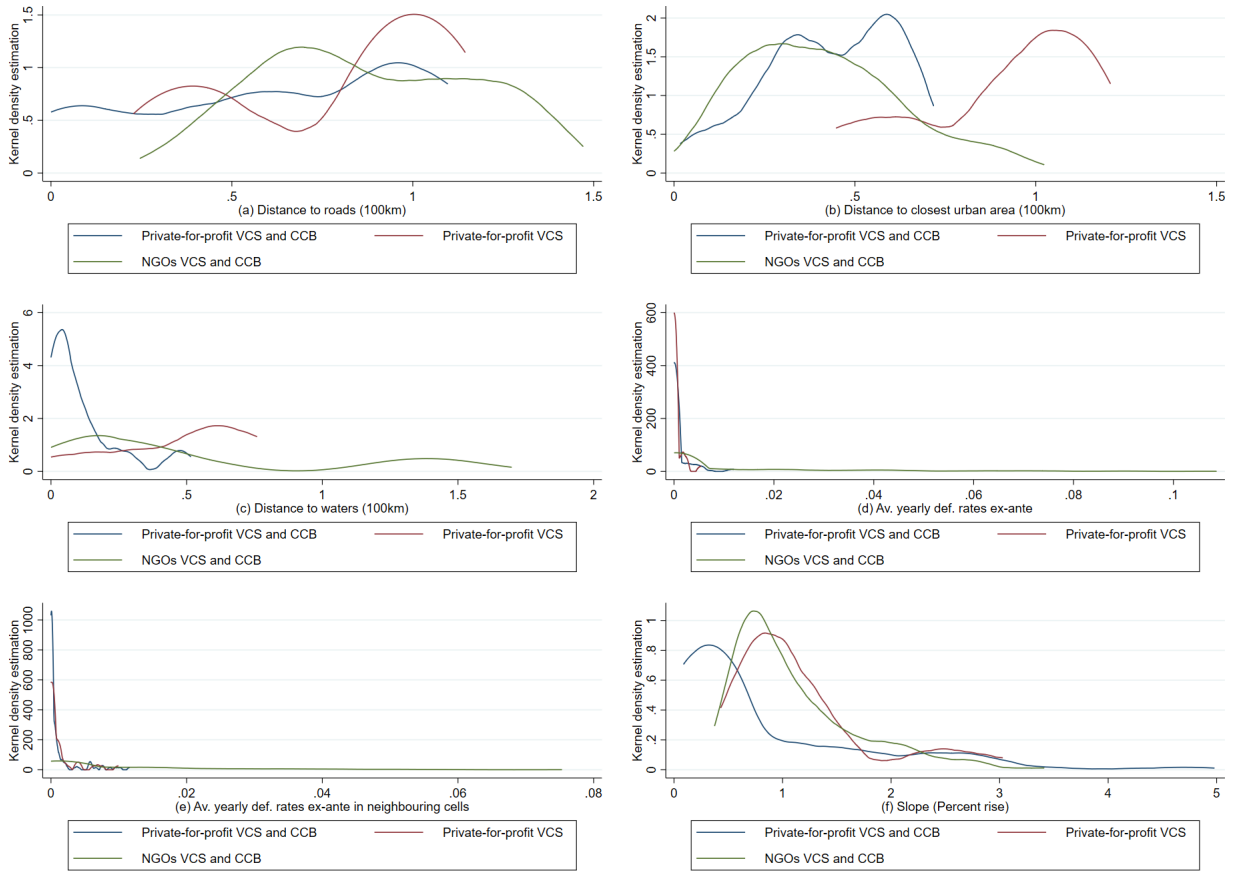 Kernel density estimation
0 .5 1 1.5
0 .5 1 1.5
(a) Distance to roads (100km)
Private-for-profit VCS and CCB Private-for-profit VCS
NGOs VCS and CCB
Kernel density estimation
0 .5 1 1.5 2
0 .5 1 1.5
(b) Distance to closest urban area (100km)
Private-for-profit VCS and CCB Private-for-profit VCS
NGOs VCS and CCB
Kernel density estimation
0 2 4 6
0 .5 1 1.5 2
(c) Distance to waters (100km)
Private-for-profit VCS and CCB Private-for-profit VCS
NGOs VCS and CCB
Kernel density estimation
0 200 400 600
0 .02 .04 .06 .08 .1
(d) Av. yearly def. rates ex-ante
Private-for-profit VCS and CCB Private-for-profit VCS
NGOs VCS and CCB
Kernel density estimation
0 200 400 600 800 1000
0 .02 .04 .06 .08
(e) Av. yearly def. rates ex-ante in neighbouring cells
Private-for-profit VCS and CCB Private-for-profit VCS
NGOs VCS and CCB
Kernel density estimation
0 .2 .4 .6 .8 1
0 1 2 3 4 5
(f) Slope (Percent rise)
Private-for-profit VCS and CCB Private-for-profit VCS
NGOs VCS and CCB